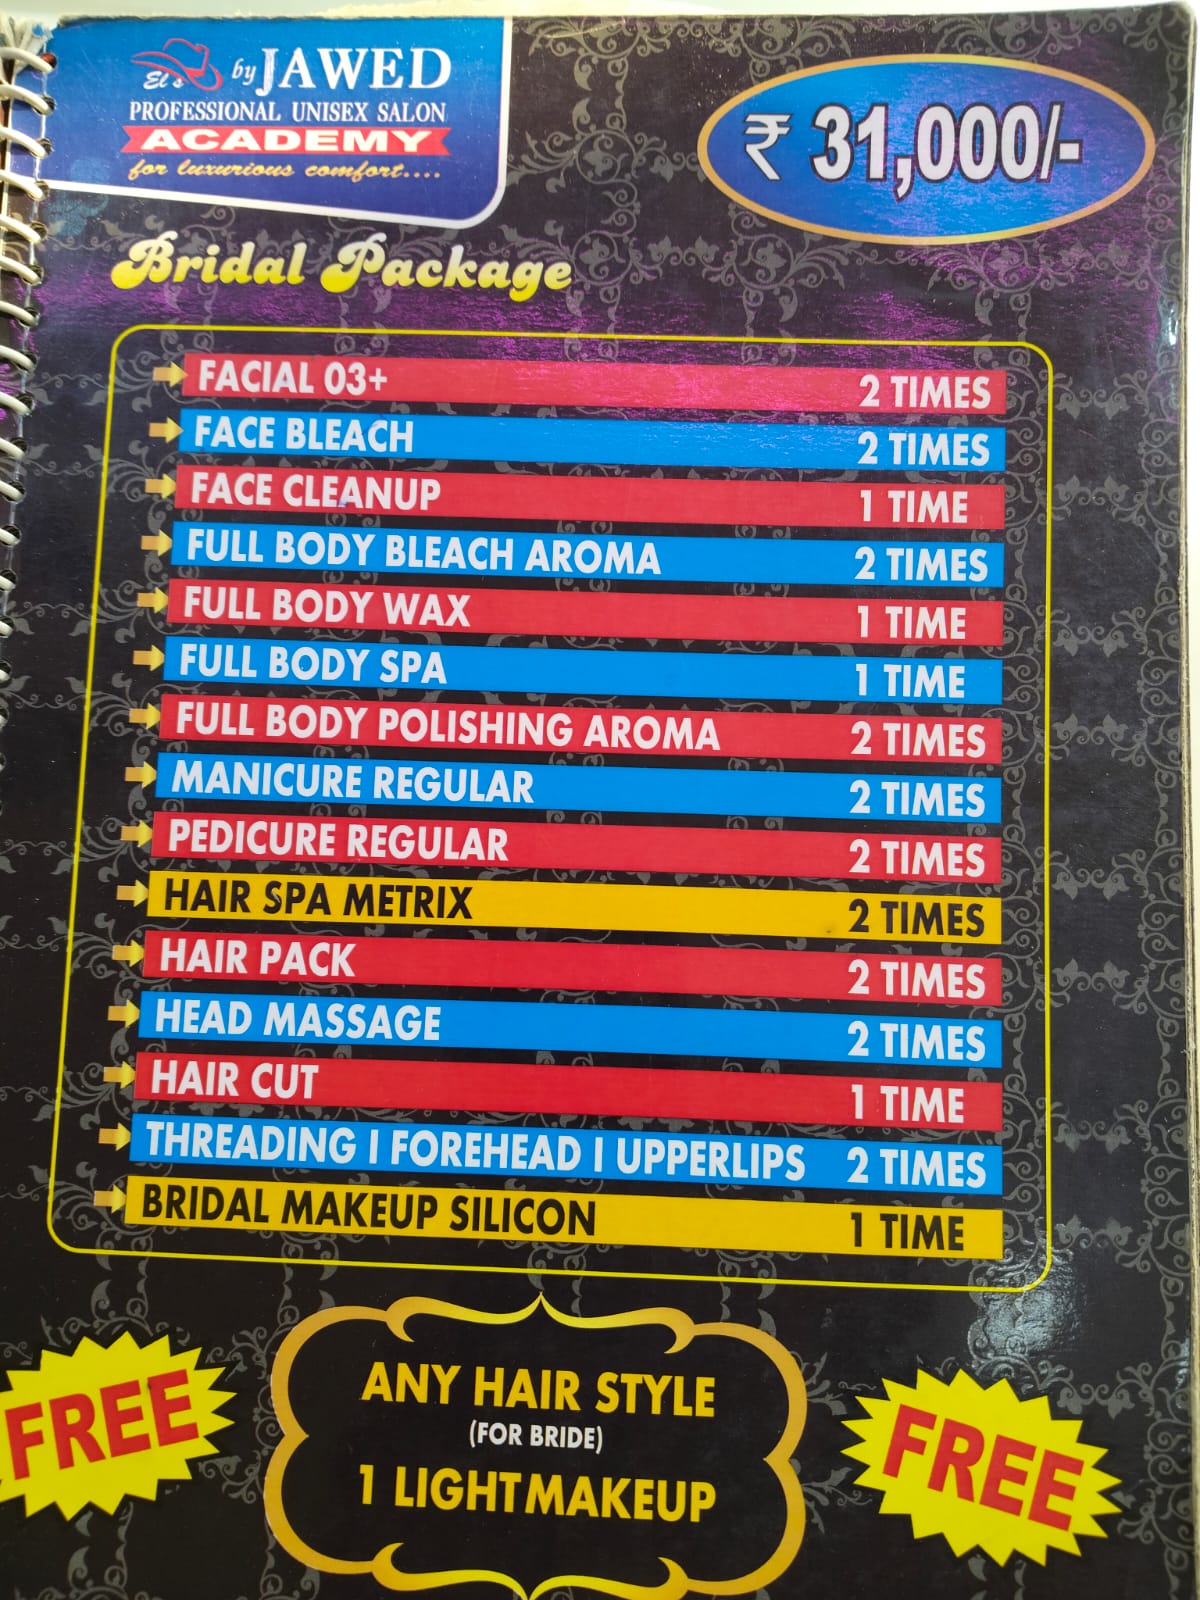 El's by JAWED
PROFESSIONAL UNISEX SALON
ACADEMY
for luxurious comfort....
₹ 31,000/-
Bridal Package
FACIAL 03+ 2 TIMES
FACE BLEACH 2 TIMES
FACE CLEANUP 1 TIME
FULL BODY BLEACH AROMA 2 TIMES
FULL BODY WAX 1 TIME
FULL BODY SPA 1 TIME
FULL BODY POLISHING AROMA 2 TIMES
MANICURE REGULAR 2 TIMES
PEDICURE REGULAR 2 TIMES
HAIR SPA METRIX 2 TIMES
HAIR PACK 2 TIMES
HEAD MASSAGE 2 TIMES
HAIR CUT 1 TIME
THREADING | FOREHEAD | UPPERLIPS 2 TIMES
BRIDAL MAKEUP SILICON 1 TIME
FREE
ANY HAIR STYLE
(FOR BRIDE)
1 LIGHT MAKEUP
FREE